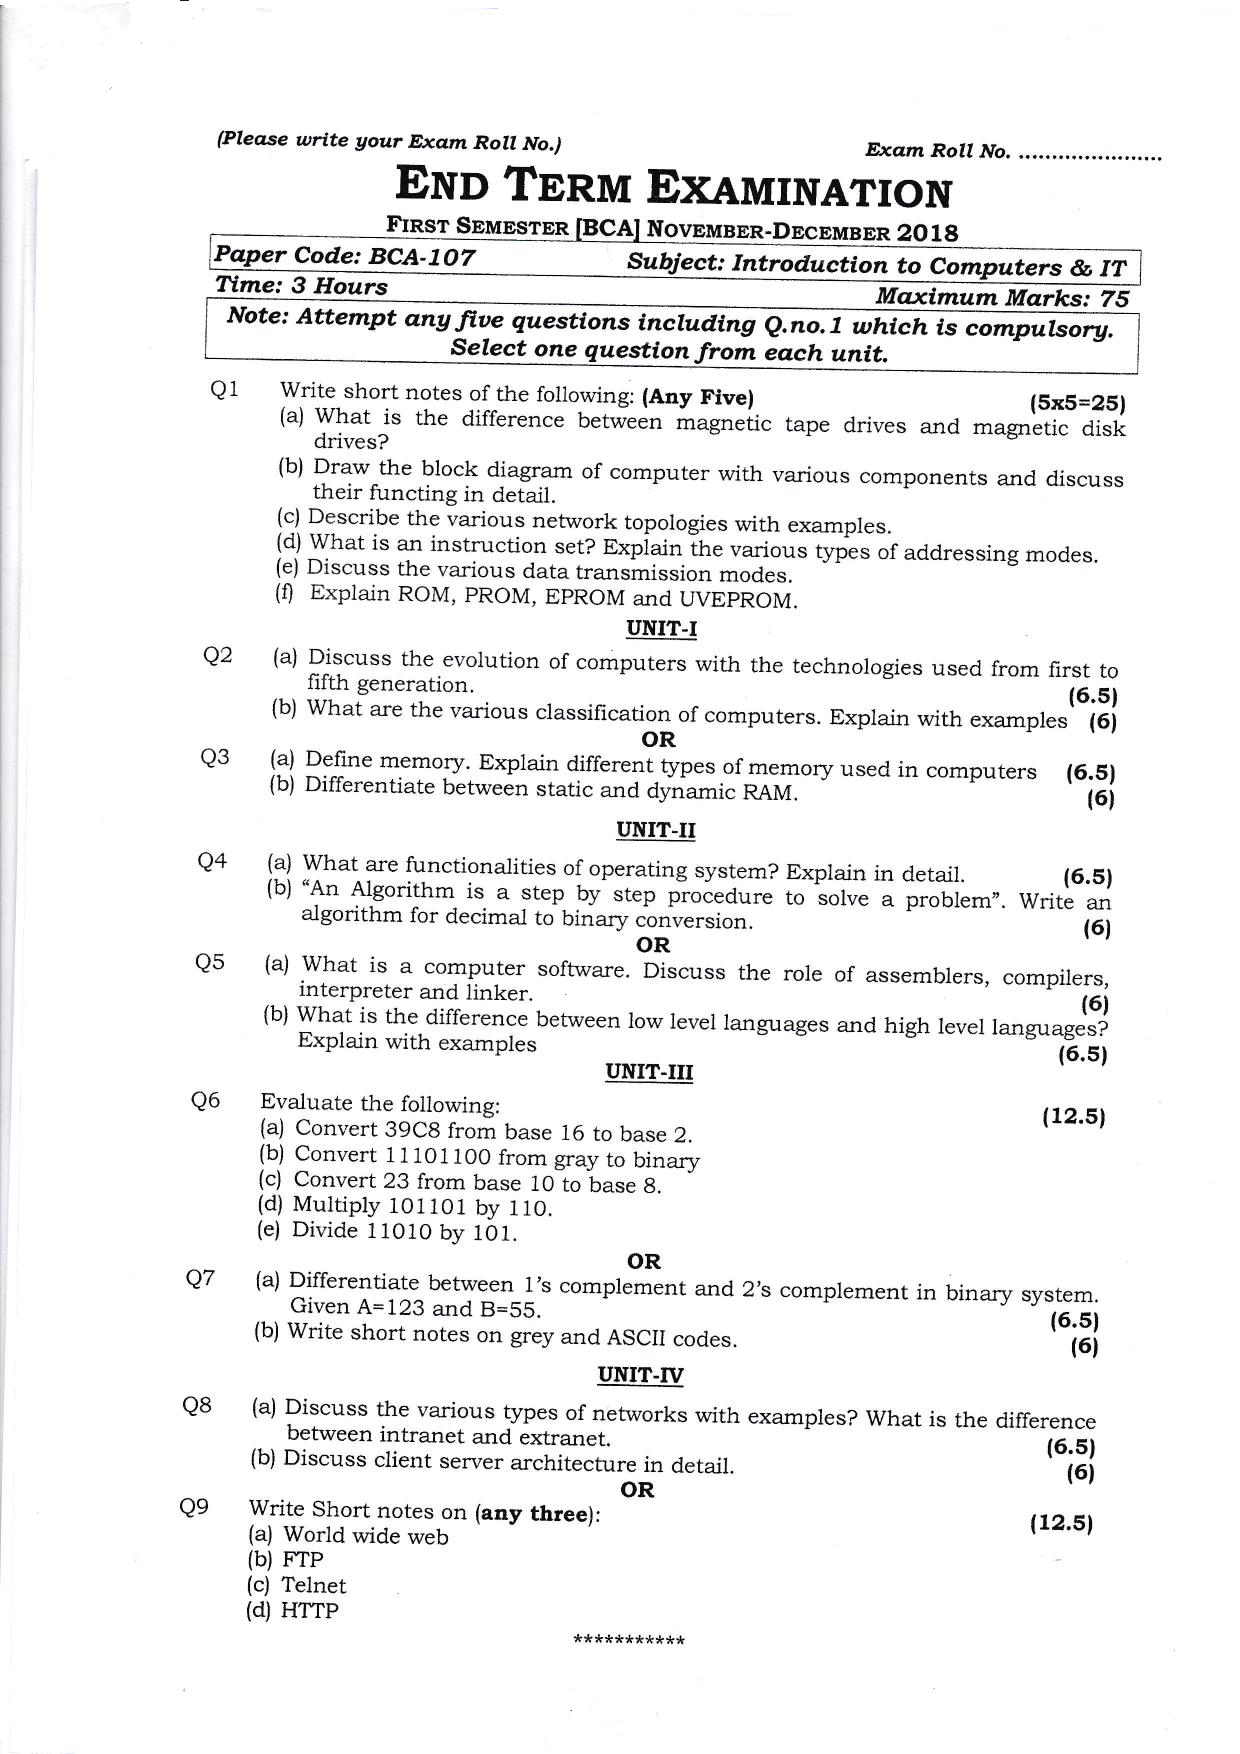 (Please write your Exam Roll No.)
Exam Roll No. ......................
END TERM EXAMINATION
FIRST SEMESTER [BCA] NOVEMBER-DECEMBER 2018
Paper Code: BCA-107 Subject: Introduction to Computers & IT
Time: 3 Hours Maximum Marks: 75
Note: Attempt any five questions including Q.no.1 which is compulsory.
Select one question from each unit.
Q1 Write short notes of the following: (Any Five) (5x5=25)
(a) What is the difference between magnetic tape drives and magnetic disk
drives?
(b) Draw the block diagram of computer with various components and discuss
their functing in detail.
(c) Describe the various network topologies with examples.
(d) What is an instruction set? Explain the various types of addressing modes.
(e) Discuss the various data transmission modes.
(f) Explain ROM, PROM, EPROM and UVEPROM.
UNIT-I
Q2 (a) Discuss the evolution of computers with the technologies used from first to
fifth generation. (6.5)
(b) What are the various classification of computers. Explain with examples (6)
OR
Q3 (a) Define memory. Explain different types of memory used in computers (6.5)
(b) Differentiate between static and dynamic RAM. (6)
UNIT-II
Q4 (a) What are functionalities of operating system? Explain in detail. (6.5)
(b) “An Algorithm is a step by step procedure to solve a problem”. Write an
algorithm for decimal to binary conversion. (6)
OR
Q5 (a) What is a computer software. Discuss the role of assemblers, compilers,
interpreter and linker. (6)
(b) What is the difference between low level languages and high level languages?
Explain with examples (6.5)
UNIT-III
Q6 Evaluate the following: (12.5)
(a) Convert 39C8 from base 16 to base 2.
(b) Convert 11101100 from gray to binary
(c) Convert 23 from base 10 to base 8.
(d) Multiply 101101 by 110.
(e) Divide 11010 by 101.
OR
Q7 (a) Differentiate between 1’s complement and 2’s complement in binary system.
Given A=123 and B=55. (6.5)
(b) Write short notes on grey and ASCII codes. (6)
UNIT-IV
Q8 (a) Discuss the various types of networks with examples? What is the difference
between intranet and extranet. (6.5)
(b) Discuss client server architecture in detail. (6)
OR
Q9 Write Short notes on (any three): (12.5)
(a) World wide web
(b) FTP
(c) Telnet
(d) HTTP
***********